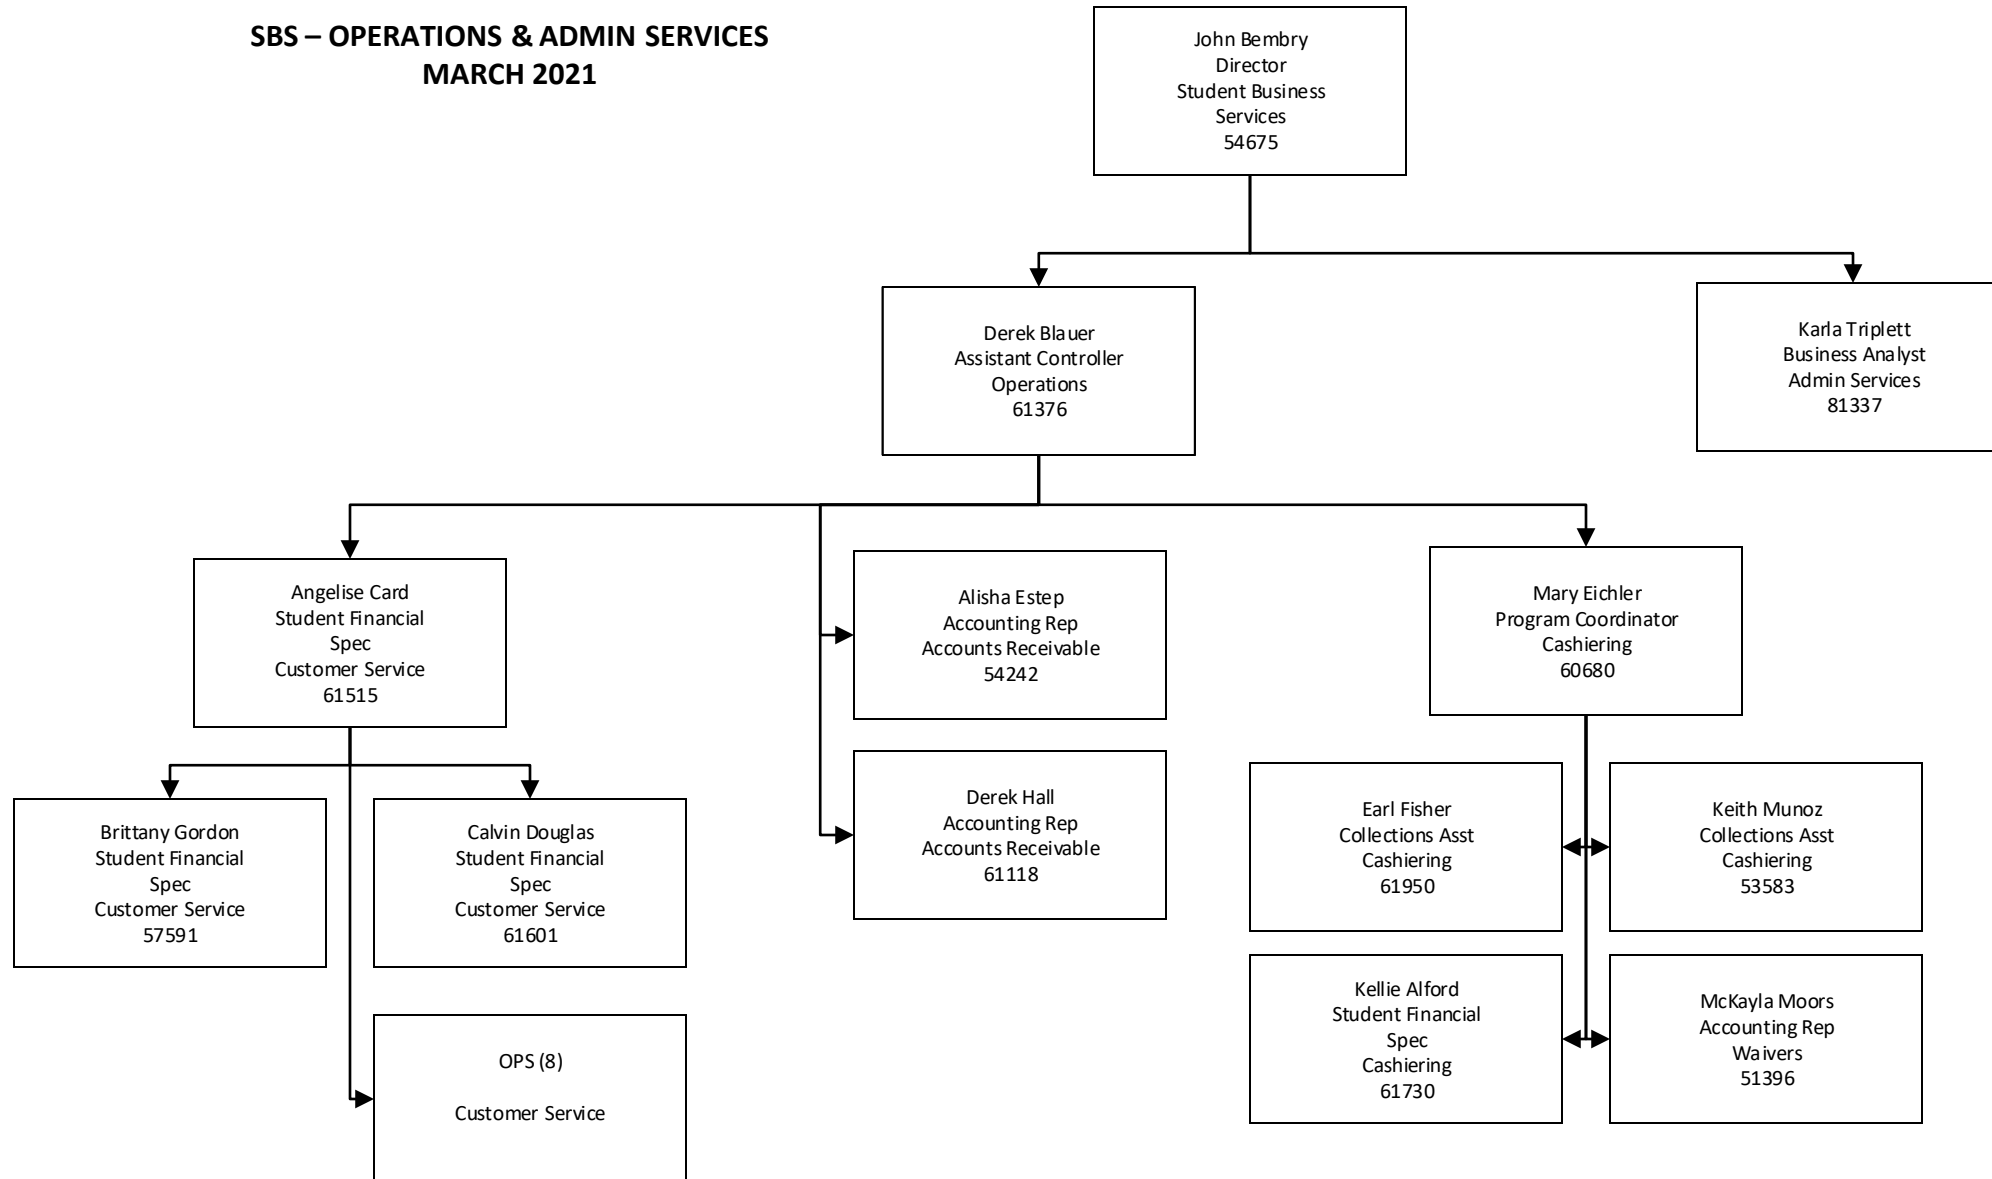 SBS – OPERATIONS & ADMIN SERVICES
MARCH 2021
John Bembry
Director
Student Business
Services
54675
Derek Blauer
Assistant Controller
Operations
61376
Karla Triplett
Business Analyst
Admin Services
81337
Angelise Card
Student Financial
Spec
Customer Service
61515
Alisha Estep
Accounting Rep
Accounts Receivable
54242
Mary Eichler
Program Coordinator
Cashiering
60680
Brittany Gordon
Student Financial
Spec
Customer Service
57591
Calvin Douglas
Student Financial
Spec
Customer Service
61601
Derek Hall
Accounting Rep
Accounts Receivable
61118
Earl Fisher
Collections Asst
Cashiering
61950
Keith Munoz
Collections Asst
Cashiering
53583
OPS (8)
Customer Service
Kellie Alford
Student Financial
Spec
Cashiering
61730
McKayla Moors
Accounting Rep
Waivers
51396